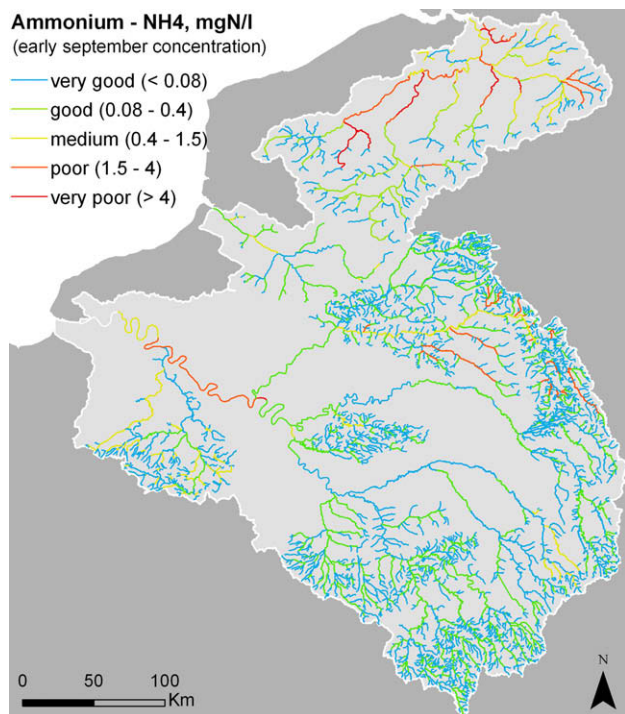 Ammonium - NH4, mgN/l
(early september concentration)
very good (< 0.08)
good (0.08 - 0.4)
medium (0.4 - 1.5)
poor (1.5 - 4)
very poor (> 4)
N
0 50 100
Km